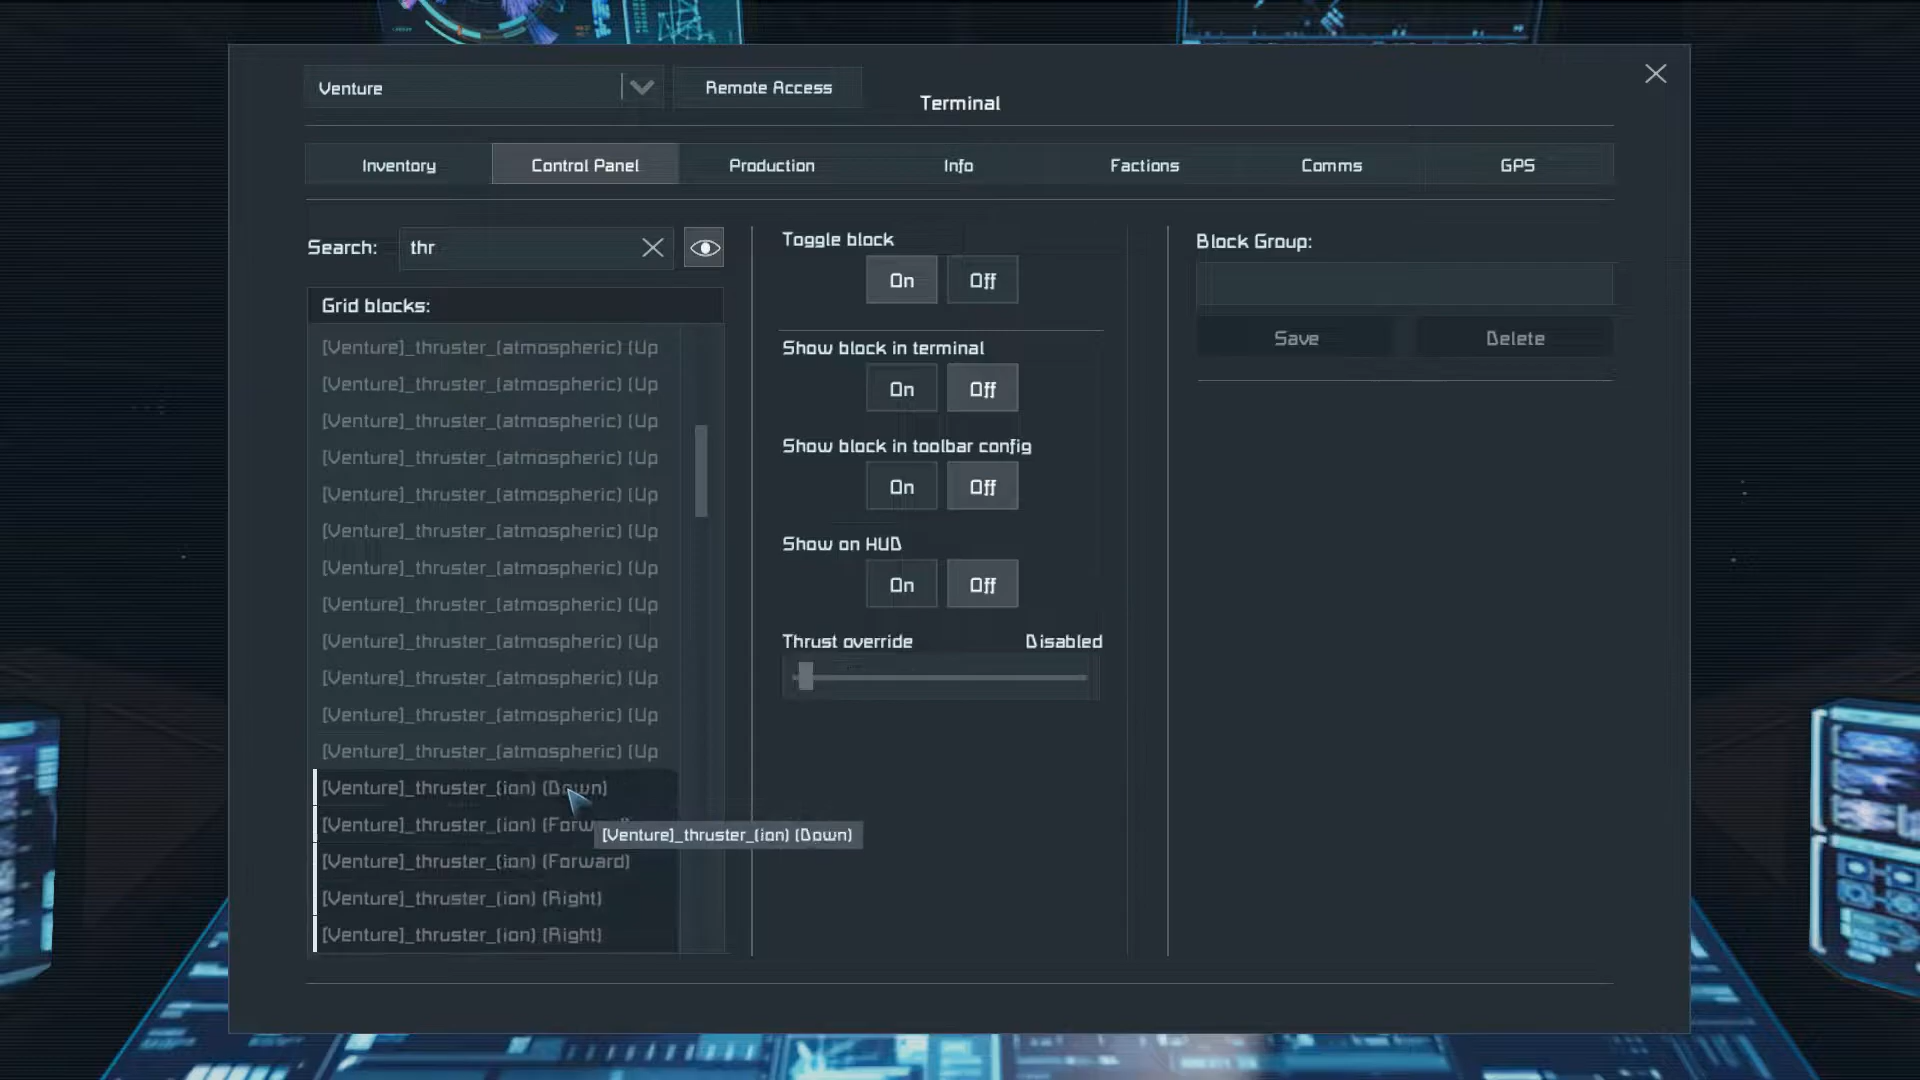 Venture
Remote Access
Terminal
Inventory
Control Panel
Production
Info
Factions
Comms
GPS
Search:
thr
Grid blocks:
[Venture]_thruster_(atmospheric) (Up
[Venture]_thruster_(atmospheric) (Up
[Venture]_thruster_(atmospheric) (Up
[Venture]_thruster_(atmospheric) (Up
[Venture]_thruster_(atmospheric) (Up
[Venture]_thruster_(atmospheric) (Up
[Venture]_thruster_(atmospheric) (Up
[Venture]_thruster_(atmospheric) (Up
[Venture]_thruster_(atmospheric) (Up
[Venture]_thruster_(atmospheric) (Up
[Venture]_thruster_(atmospheric) (Up
[Venture]_thruster_(atmospheric) (Up
[Venture]_thruster_(ion) (Down)
[Venture]_thruster_(ion) (Forw
[Venture]_thruster_(ion) (Down)
[Venture]_thruster_(ion) (Forward)
[Venture]_thruster_(ion) (Right)
[Venture]_thruster_(ion) (Right)
Toggle block
On
Off
Show block in terminal
On
Off
Show block in toolbar config
On
Off
Show on HUD
On
Off
Thrust override
Disabled
Block Group:
Save
Delete